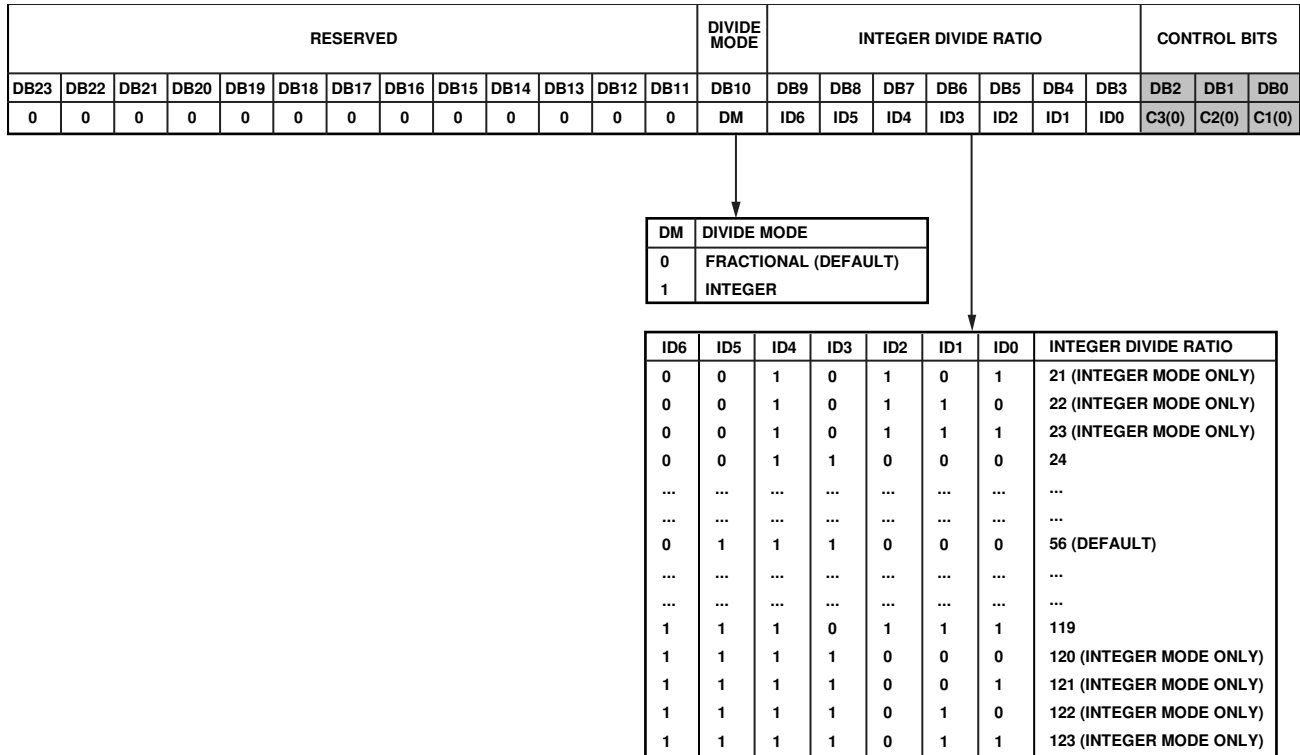 RESERVED DIVIDE MODE INTEGER DIVIDE RATIO CONTROL BITS
DB23 DB22 DB21 DB20 DB19 DB18 DB17 DB16 DB15 DB14 DB13 DB12 DB11 DB10 DB9 DB8 DB7 DB6 DB5 DB4 DB3 DB2 DB1 DB0
0 0 0 0 0 0 0 0 0 0 0 0 0 DM ID6 ID5 ID4 ID3 ID2 ID1 ID0 C3(0) C2(0) C1(0)
DM DIVIDE MODE
0 FRACTIONAL (DEFAULT)
1 INTEGER
ID6 ID5 ID4 ID3 ID2 ID1 ID0 INTEGER DIVIDE RATIO
0 0 1 0 1 0 1 21 (INTEGER MODE ONLY)
0 0 1 0 1 1 0 22 (INTEGER MODE ONLY)
0 0 1 0 1 1 1 23 (INTEGER MODE ONLY)
0 0 1 1 0 0 0 24
... ... ... ... ... ... ... ...
... ... ... ... ... ... ... ...
0 1 1 1 0 0 0 56 (DEFAULT)
... ... ... ... ... ... ... ...
... ... ... ... ... ... ... ...
1 1 1 0 1 1 1 119
1 1 1 1 0 0 0 120 (INTEGER MODE ONLY)
1 1 1 1 0 0 1 121 (INTEGER MODE ONLY)
1 1 1 1 0 1 0 122 (INTEGER MODE ONLY)
1 1 1 1 0 1 1 123 (INTEGER MODE ONLY)